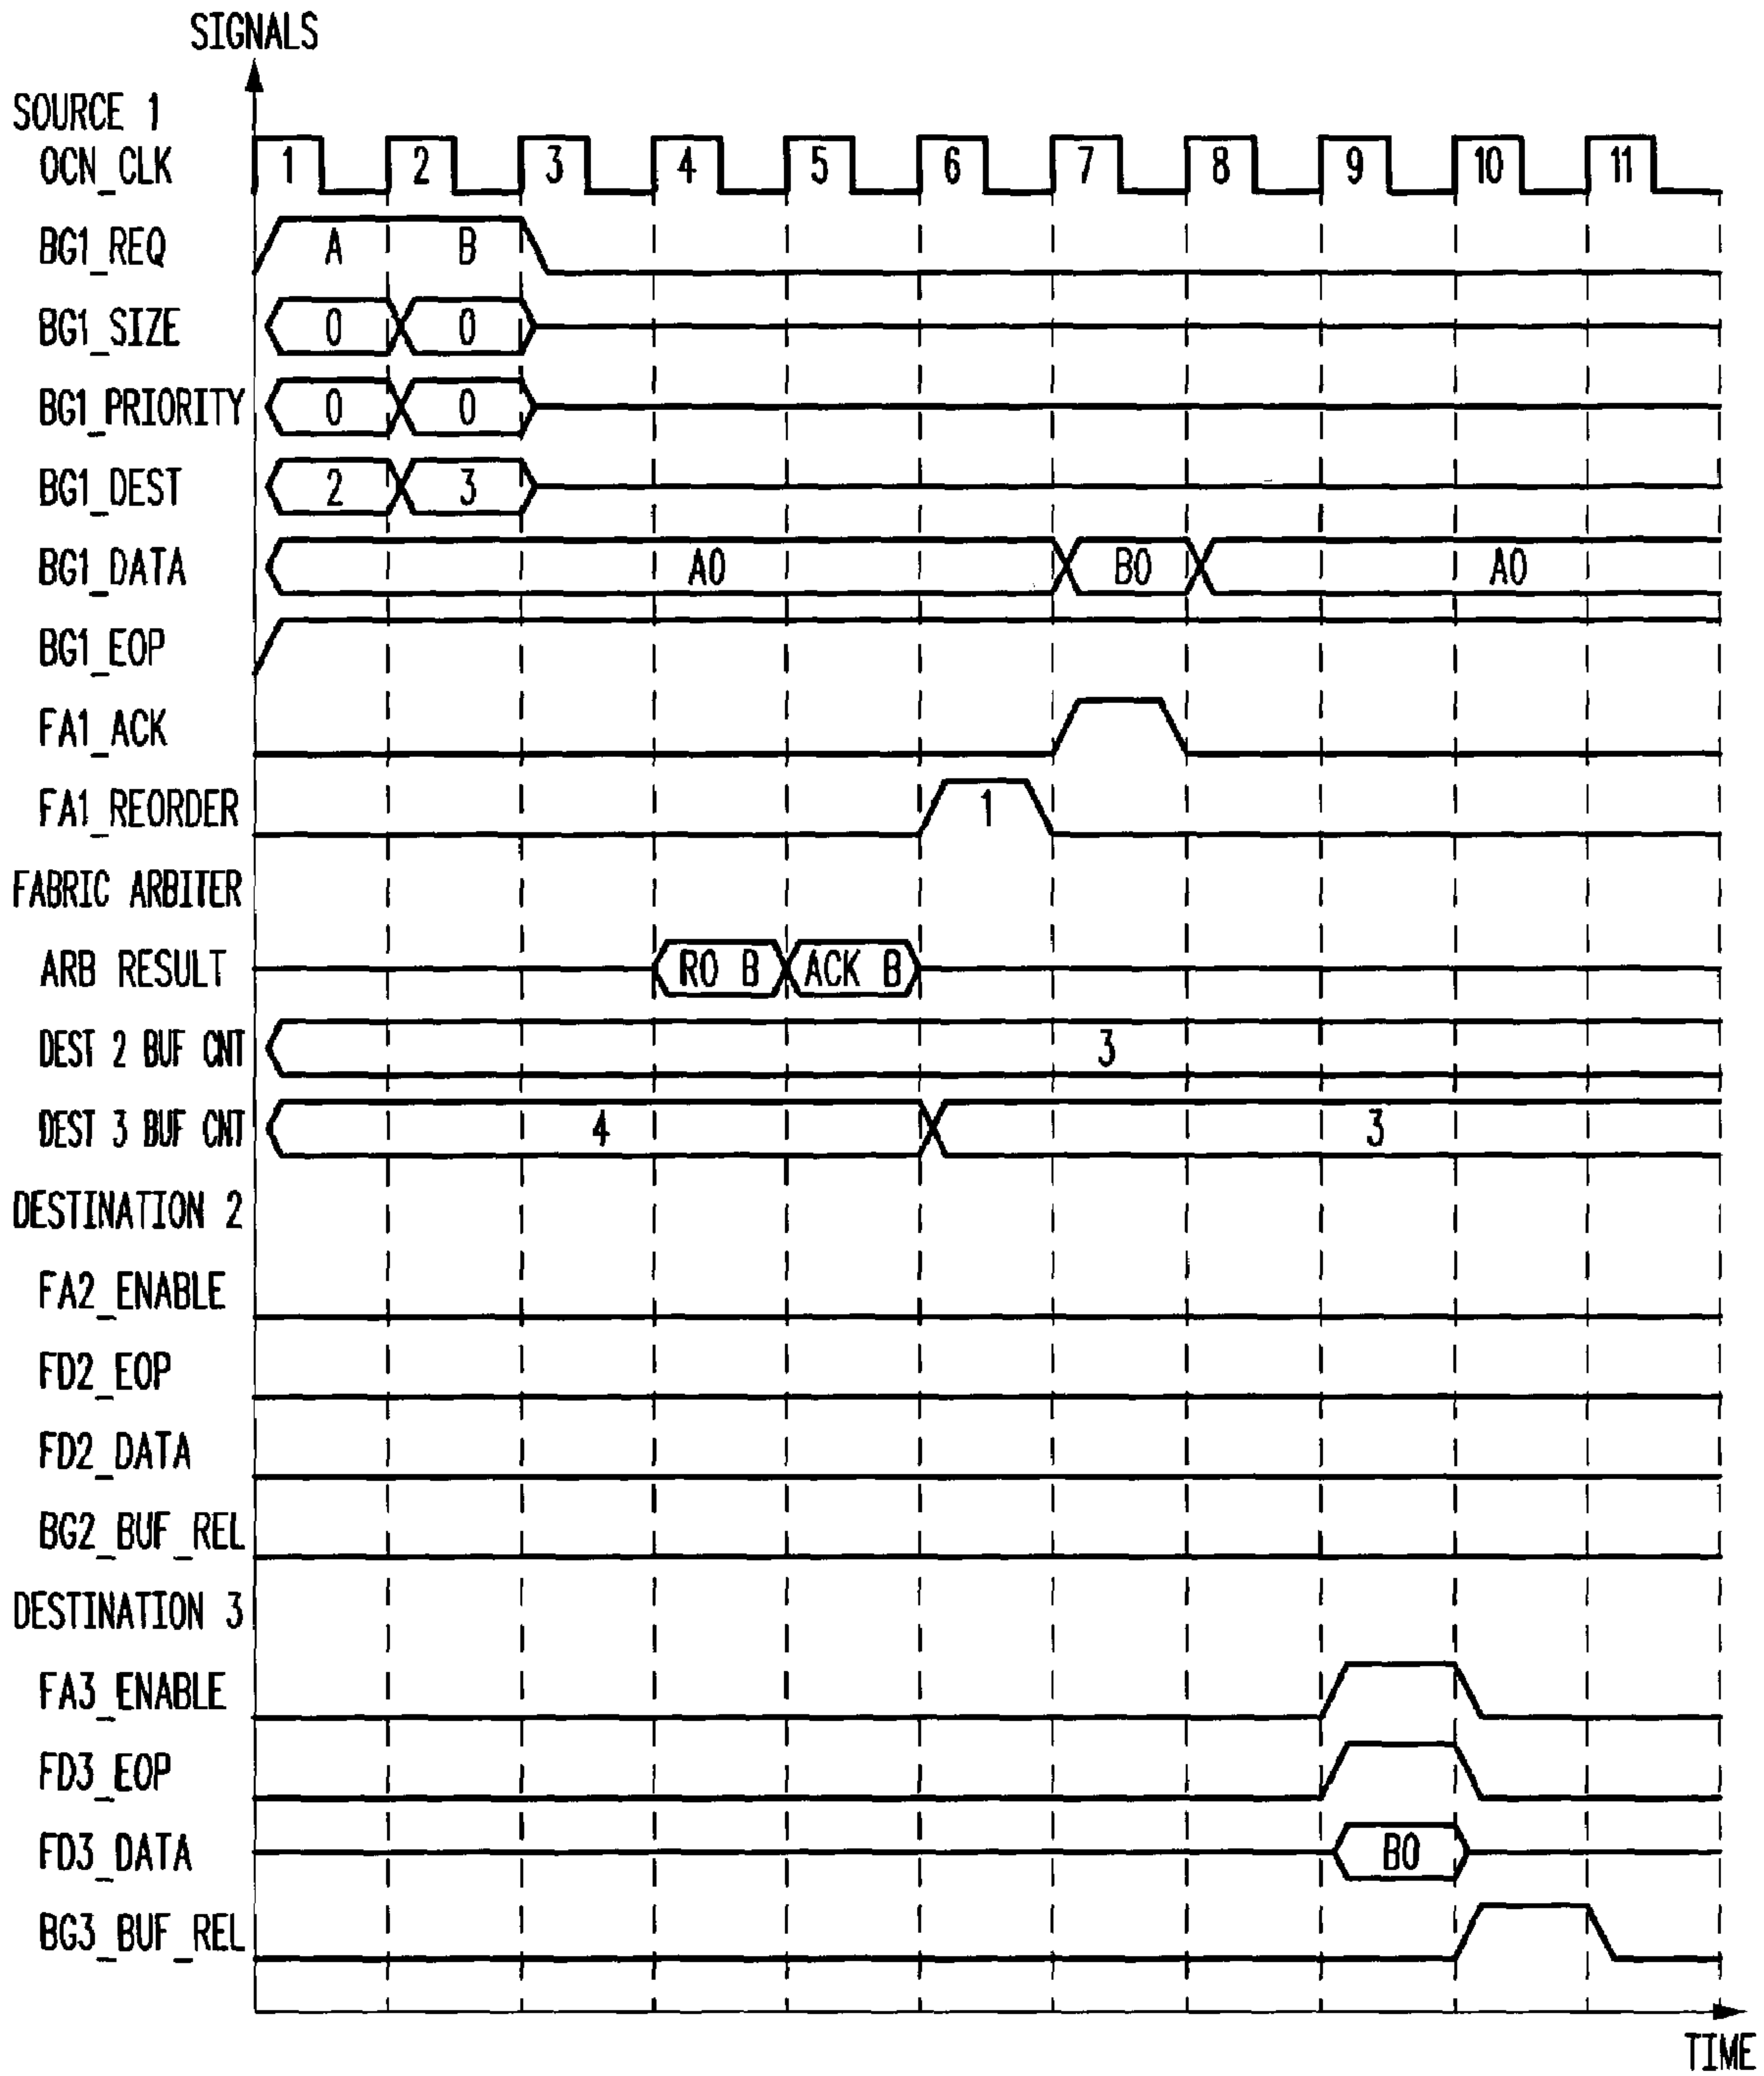 SIGNALS
SOURCE 1
OCN_CLK 1 2 3 4 5 6 7 8 9 10 11
BG1_REQ A B
BG1_SIZE 0 0
BG1_PRIORITY 0 0
BG1_DEST 2 3
BG1_DATA A0 B0 A0
BG1_EOP
FA1_ACK
FA1_REORDER 1
FABRIC ARBITER
ARB RESULT RO B ACK B
DEST 2 BUF CNT 3
DEST 3 BUF CNT 4 3
DESTINATION 2
FA2_ENABLE
FD2_EOP
FD2_DATA
BG2_BUF_REL
DESTINATION 3
FA3_ENABLE
FD3_EOP
FD3_DATA B0
BG3_BUF_REL
TIME